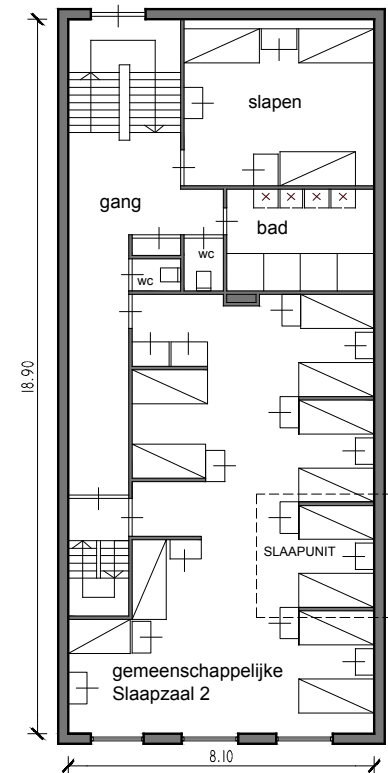 slapen
gang
bad
wc
wc
18.90
SLAAPUNIT
gemeenschappelijke
Slaapzaal 2
8.10